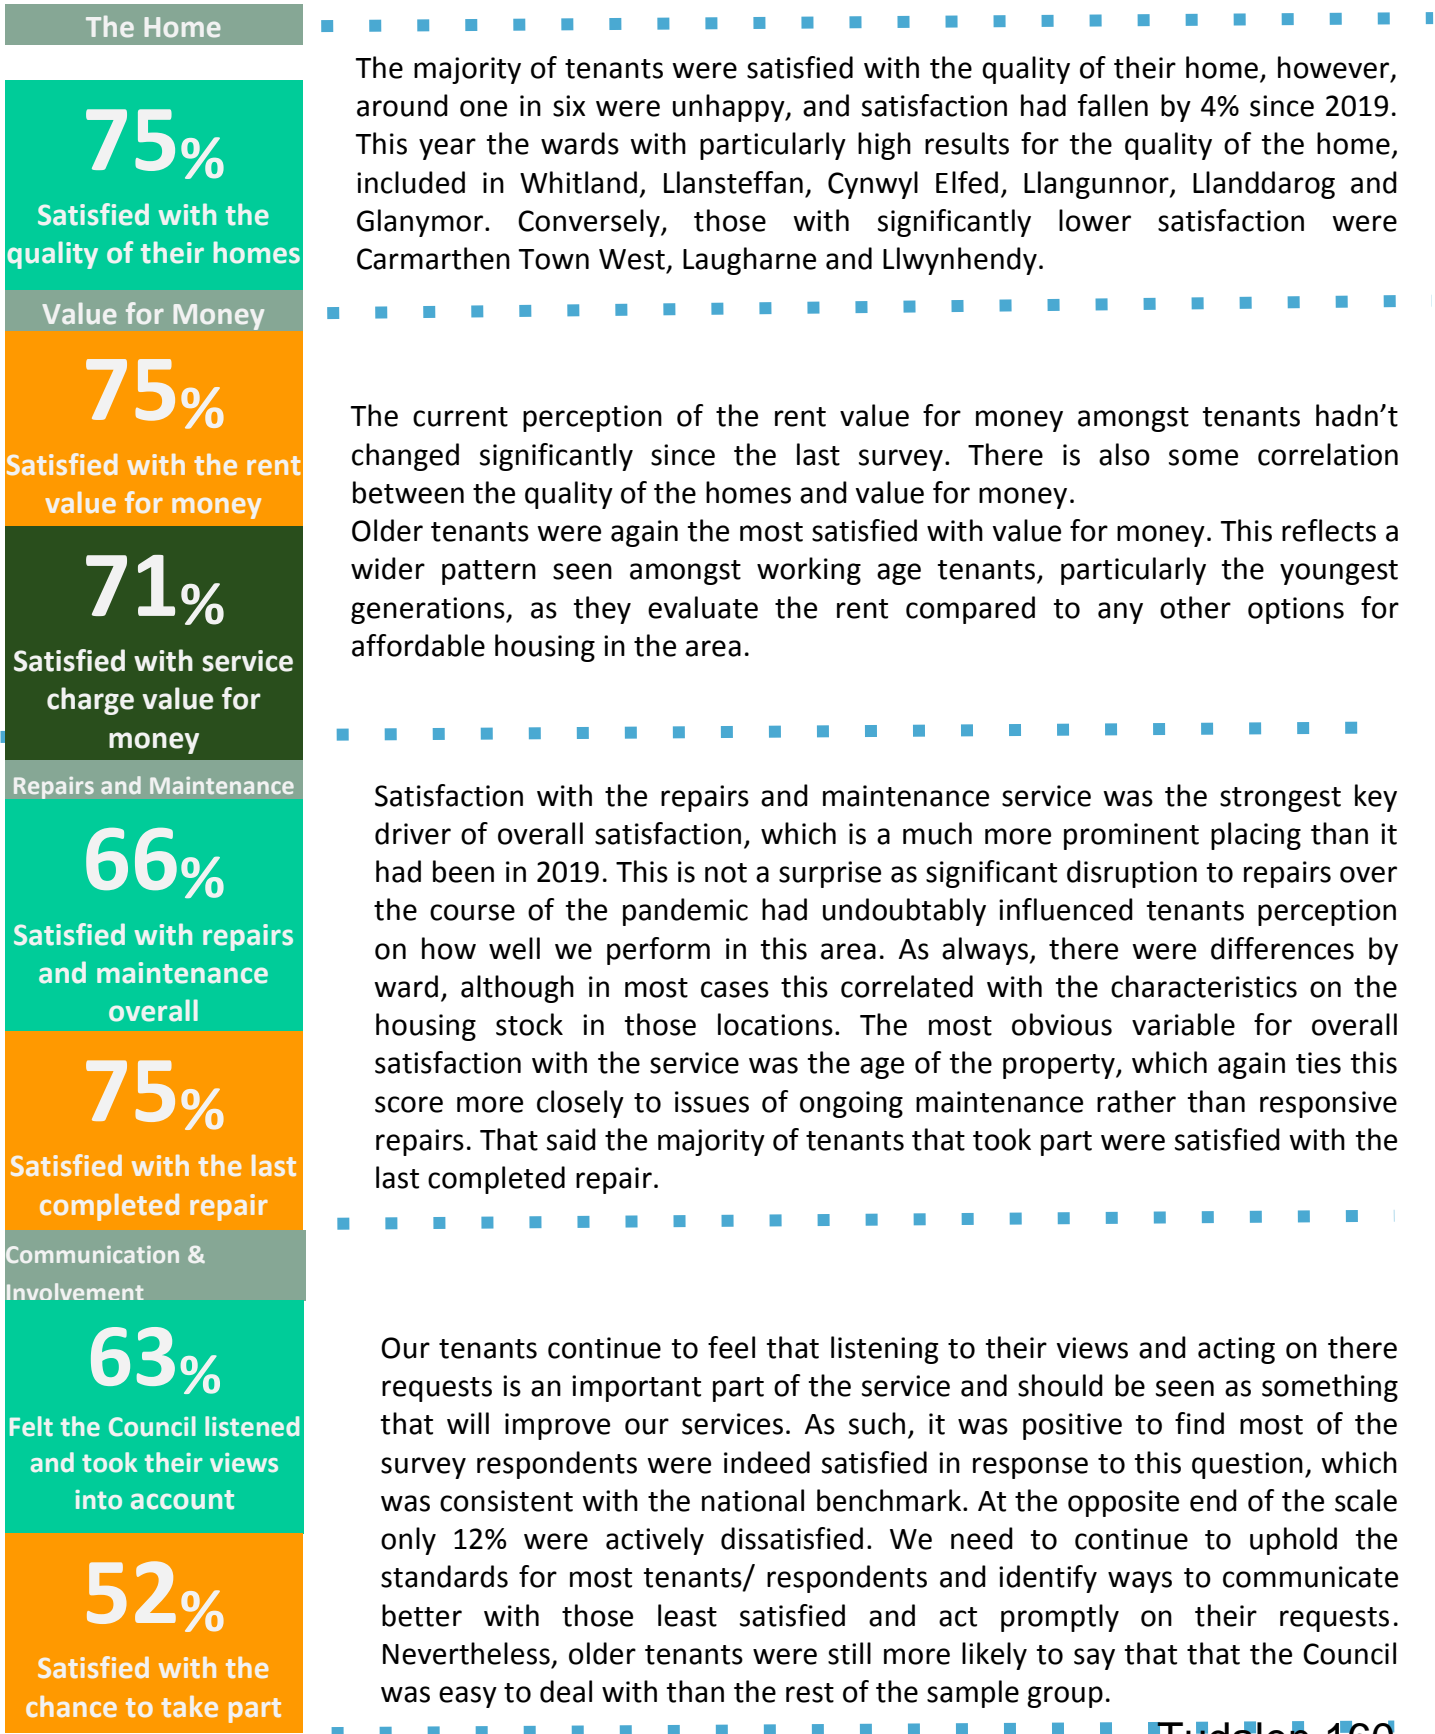 The Home
The majority of tenants were satisfied with the quality of their home, however,
around one in six were unhappy, and satisfaction had fallen by 4% since 2019.
This year the wards with particularly high results for the quality of the home,
included in Whitland, Llansteffan, Cynwyl Elfed, Llangunnor, Llanddarog and
Glanymor. Conversely, those with significantly lower satisfaction were
Carmarthen Town West, Laugharne and Llwynhendy.
75%
Satisfied with the
quality of their homes
Value for Money
75%
Satisfied with the rent
value for money
71%
Satisfied with service
charge value for
money
The current perception of the rent value for money amongst tenants hadn’t
changed significantly since the last survey. There is also some correlation
between the quality of the homes and value for money.
Older tenants were again the most satisfied with value for money. This reflects a
wider pattern seen amongst working age tenants, particularly the youngest
generations, as they evaluate the rent compared to any other options for
affordable housing in the area.
Repairs and Maintenance
66%
Satisfied with repairs
and maintenance
overall
75%
Satisfied with the last
completed repair
Satisfaction with the repairs and maintenance service was the strongest key
driver of overall satisfaction, which is a much more prominent placing than it
had been in 2019. This is not a surprise as significant disruption to repairs over
the course of the pandemic had undoubtably influenced tenants perception
on how well we perform in this area. As always, there were differences by
ward, although in most cases this correlated with the characteristics on the
housing stock in those locations. The most obvious variable for overall
satisfaction with the service was the age of the property, which again ties this
score more closely to issues of ongoing maintenance rather than responsive
repairs. That said the majority of tenants that took part were satisfied with the
last completed repair.
Communication &
Involvement
63%
Felt the Council listened
and took their views
into account
52%
Satisfied with the
chance to take part
Our tenants continue to feel that listening to their views and acting on there
requests is an important part of the service and should be seen as something
that will improve our services. As such, it was positive to find most of the
survey respondents were indeed satisfied in response to this question, which
was consistent with the national benchmark. At the opposite end of the scale
only 12% were actively dissatisfied. We need to continue to uphold the
standards for most tenants/ respondents and identify ways to communicate
better with those least satisfied and act promptly on their requests.
Nevertheless, older tenants were still more likely to say that that the Council
was easy to deal with than the rest of the sample group.
Tudalen